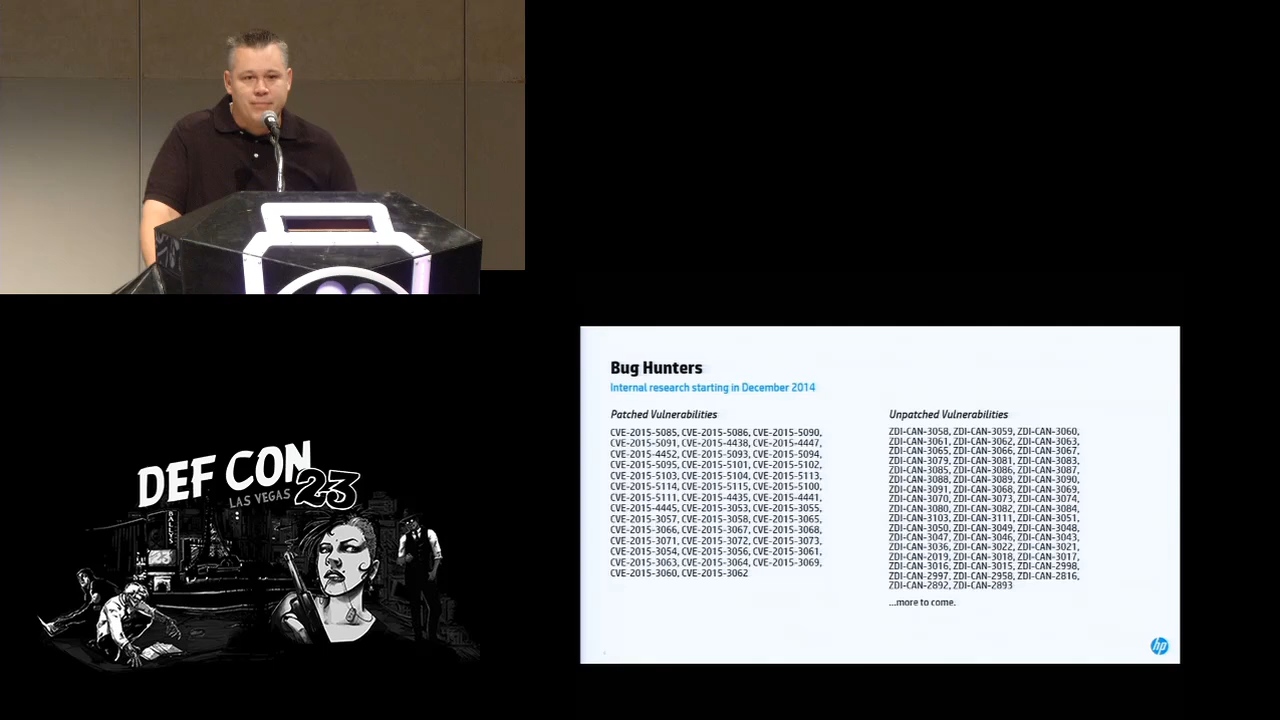 Bug Hunters
Internal research starting in December 2014
Patched Vulnerabilities
CVE-2015-5085, CVE-2015-5086, CVE-2015-5090,
CVE-2015-5091, CVE-2015-4438, CVE-2015-4447,
CVE-2015-4452, CVE-2015-5093, CVE-2015-5094,
CVE-2015-5095, CVE-2015-5101, CVE-2015-5102,
CVE-2015-5103, CVE-2015-5104, CVE-2015-5113,
CVE-2015-5114, CVE-2015-5115, CVE-2015-5100,
CVE-2015-5111, CVE-2015-4435, CVE-2015-4441,
CVE-2015-4445, CVE-2015-3053, CVE-2015-3055,
CVE-2015-3057, CVE-2015-3058, CVE-2015-3065,
CVE-2015-3066, CVE-2015-3067, CVE-2015-3068,
CVE-2015-3071, CVE-2015-3072, CVE-2015-3073,
CVE-2015-3054, CVE-2015-3056, CVE-2015-3061,
CVE-2015-3063, CVE-2015-3064, CVE-2015-3069,
CVE-2015-3060, CVE-2015-3062
Unpatched Vulnerabilities
ZDI-CAN-3058, ZDI-CAN-3059, ZDI-CAN-3060,
ZDI-CAN-3061, ZDI-CAN-3062, ZDI-CAN-3063,
ZDI-CAN-3065, ZDI-CAN-3066, ZDI-CAN-3067,
ZDI-CAN-3079, ZDI-CAN-3081, ZDI-CAN-3083,
ZDI-CAN-3085, ZDI-CAN-3086, ZDI-CAN-3087,
ZDI-CAN-3088, ZDI-CAN-3089, ZDI-CAN-3090,
ZDI-CAN-3091, ZDI-CAN-3068, ZDI-CAN-3069,
ZDI-CAN-3070, ZDI-CAN-3073, ZDI-CAN-3074,
ZDI-CAN-3080, ZDI-CAN-3082, ZDI-CAN-3084,
ZDI-CAN-3103, ZDI-CAN-3111, ZDI-CAN-3051,
ZDI-CAN-3050, ZDI-CAN-3049, ZDI-CAN-3048,
ZDI-CAN-3047, ZDI-CAN-3046, ZDI-CAN-3043,
ZDI-CAN-3036, ZDI-CAN-3022, ZDI-CAN-3021,
ZDI-CAN-2019, ZDI-CAN-3018, ZDI-CAN-3017,
ZDI-CAN-3016, ZDI-CAN-3015, ZDI-CAN-2998,
ZDI-CAN-2997, ZDI-CAN-2958, ZDI-CAN-2816,
ZDI-CAN-2892, ZDI-CAN-2893
...more to come.
hp
DEF CON
LAS VEGAS 23
BALLY'S
23